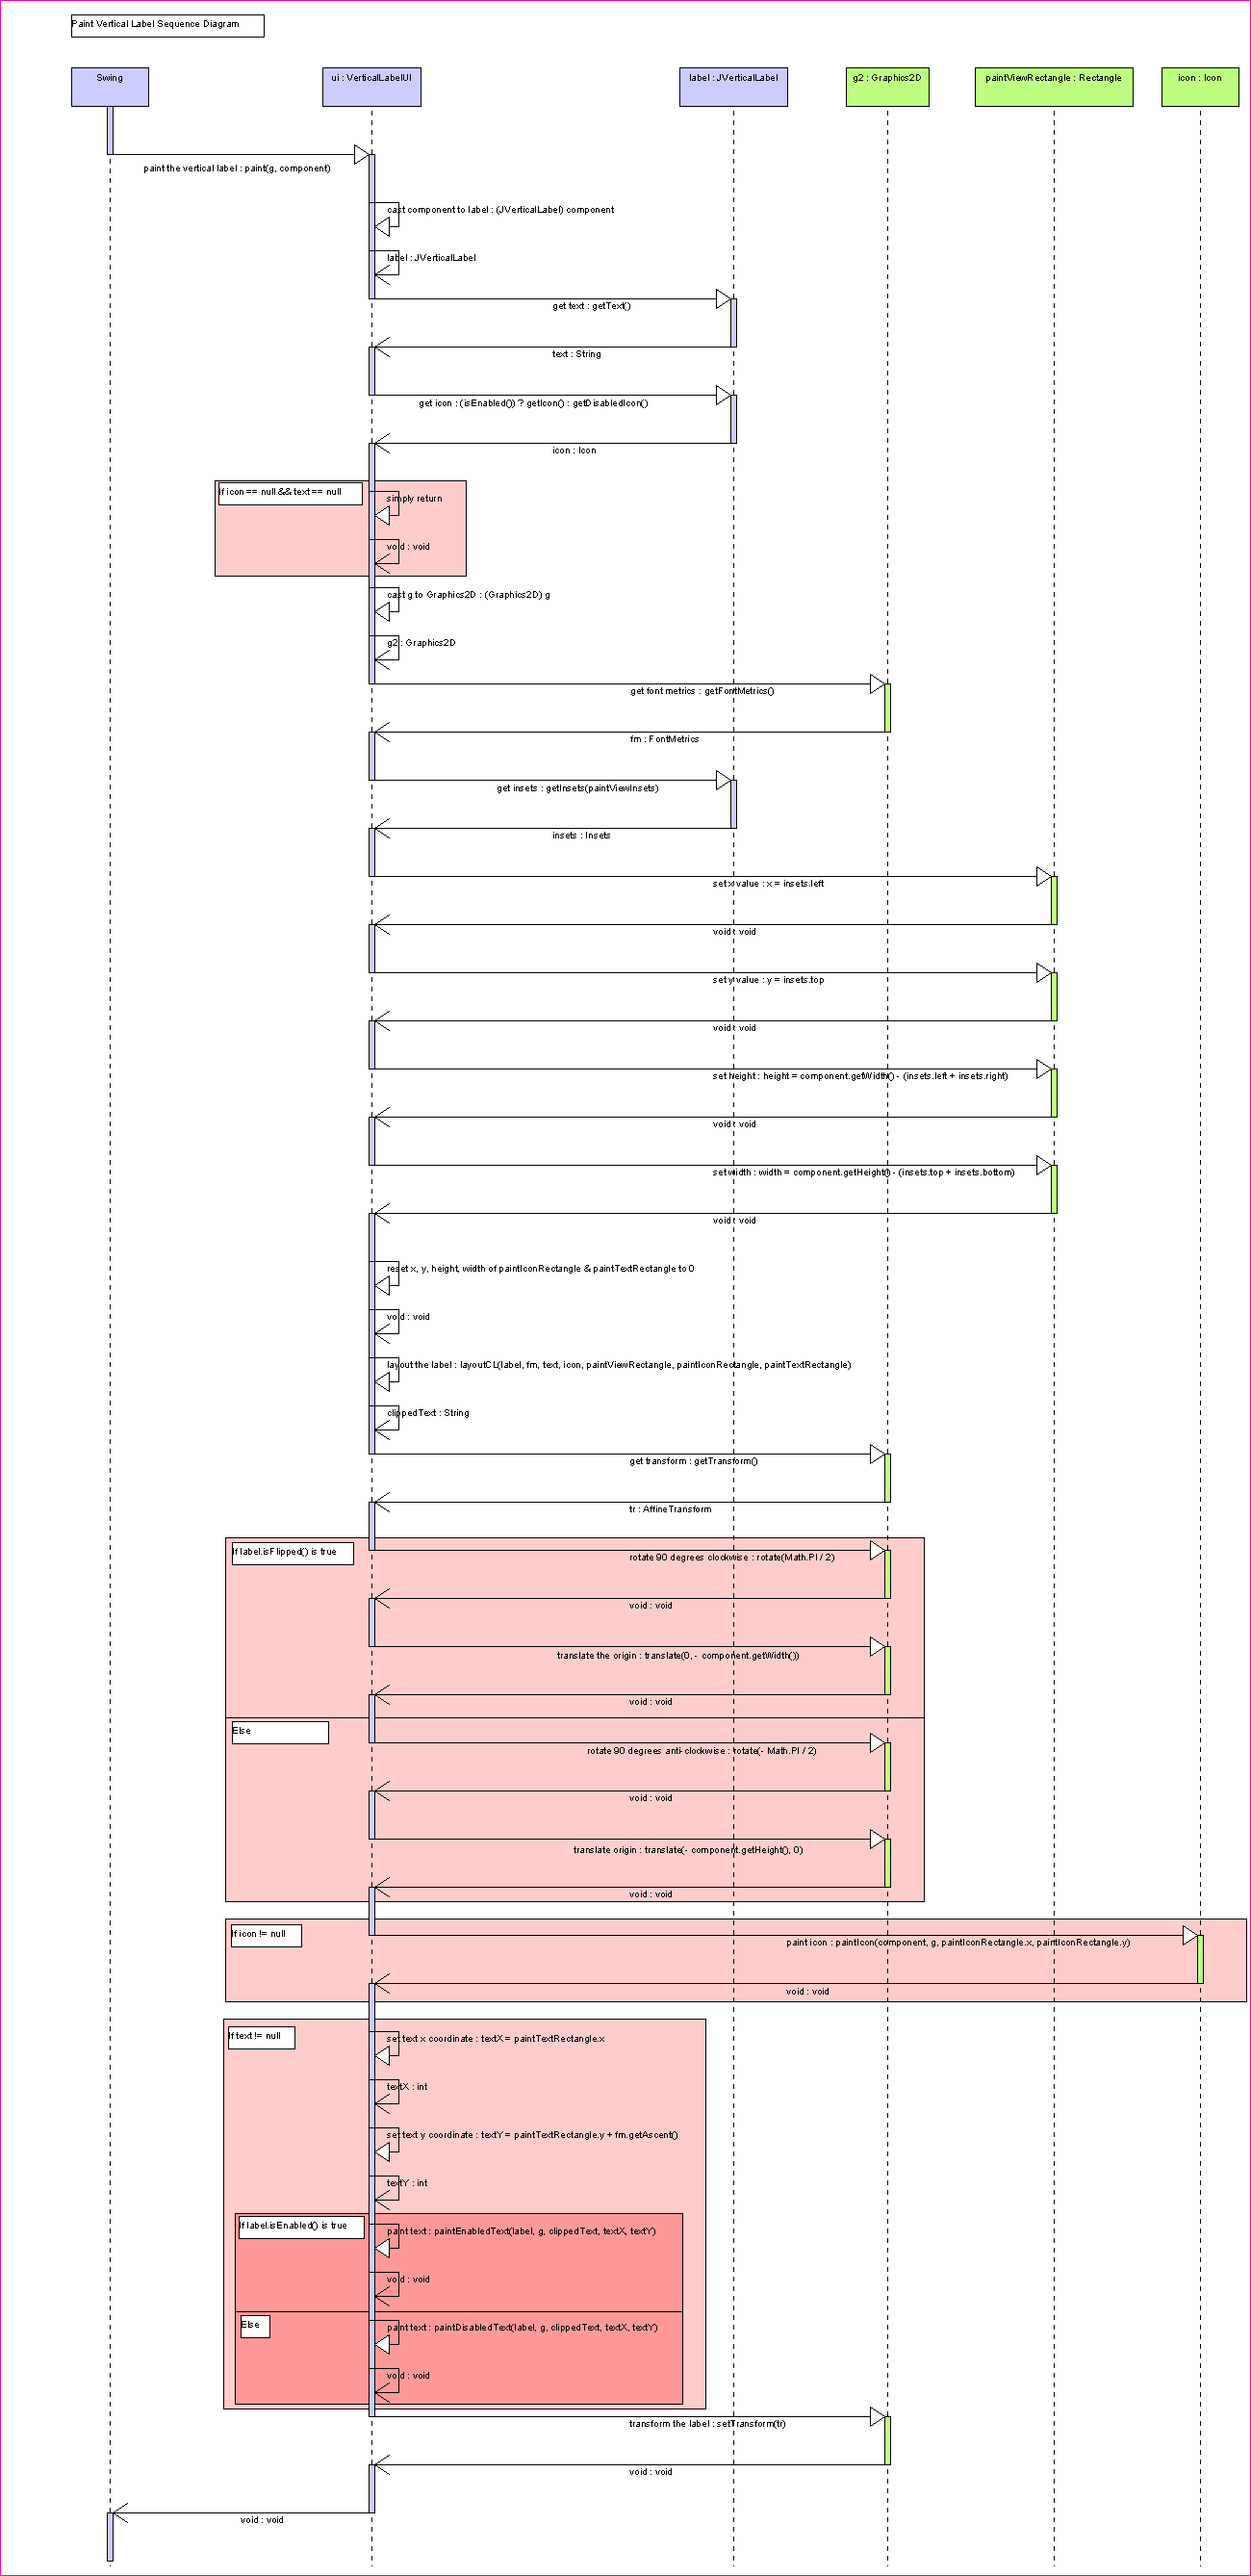 Paint Vertical Label Sequence Diagram
Swing
ui : VerticalLabelUI
label : JVerticalLabel
g2 : Graphics2D
paintViewRectangle : Rectangle
icon : Icon
paint the vertical label : paint(g, component)
cast component to label : (JVerticalLabel) component
label : JVerticalLabel
get text : getText()
text : String
get icon : (isEnabled()) ? getIcon() : getDisabledIcon()
icon : Icon
If icon == null && text == null
simply return
void : void
cast g to Graphics2D : (Graphics2D) g
g2 : Graphics2D
get font metrics : getFontMetrics()
fm : FontMetrics
get insets : getInsets(paintViewInsets)
insets : Insets
set x value : x = insets.left
void : void
set y value : y = insets.top
void : void
set height : height = component.getWidth() - (insets.left + insets.right)
void : void
set width : width = component.getHeight() - (insets.top + insets.bottom)
void : void
reset x, y, height, width of paintIconRectangle & paintTextRectangle to 0
void : void
layout the label : layoutCL(label, fm, text, icon, paintViewRectangle, paintIconRectangle, paintTextRectangle)
clippedText : String
get transform : getTransform()
tr : AffineTransform
If label.isFlipped() is true
rotate 90 degrees clockwise : rotate(Math.PI / 2)
void : void
translate the origin : translate(0, - component.getWidth())
void : void
Else
rotate 90 degrees anti-clockwise : rotate(- Math.PI / 2)
void : void
translate origin : translate(- component.getHeight(), 0)
void : void
If icon != null
paint icon : paintIcon(component, g, paintIconRectangle.x, paintIconRectangle.y)
void : void
If text != null
set text x coordinate : textX = paintTextRectangle.x
textX : int
set text y coordinate : textY = paintTextRectangle.y + fm.getAscent()
textY : int
If label.isEnabled() is true
paint text : paintEnabledText(label, g, clippedText, textX, textY)
void : void
Else
paint text : paintDisabledText(label, g, clippedText, textX, textY)
void : void
transform the label : setTransform(tr)
void : void
void : void